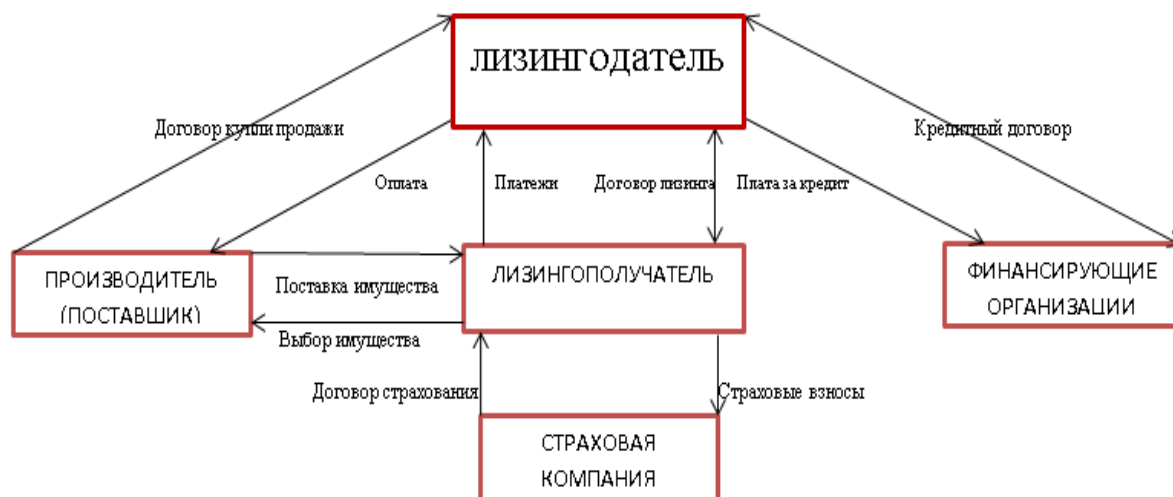 лизингодатель
Договор купли продажи
Кредитный договор
Оплата
Платежи
Договор лизинга
Плата за кредит
ПРОИЗВОДИТЕЛЬ
(ПОСТАВШИК)
Поставка имущества
Выбор имущества
ЛИЗИНГОПОЛУЧАТЕЛЬ
ФИНАНСИРУЮЩИЕ
ОРГАНИЗАЦИИ
Договор страхования
Страховые взносы
СТРАХОВАЯ
КОМПАНИЯ